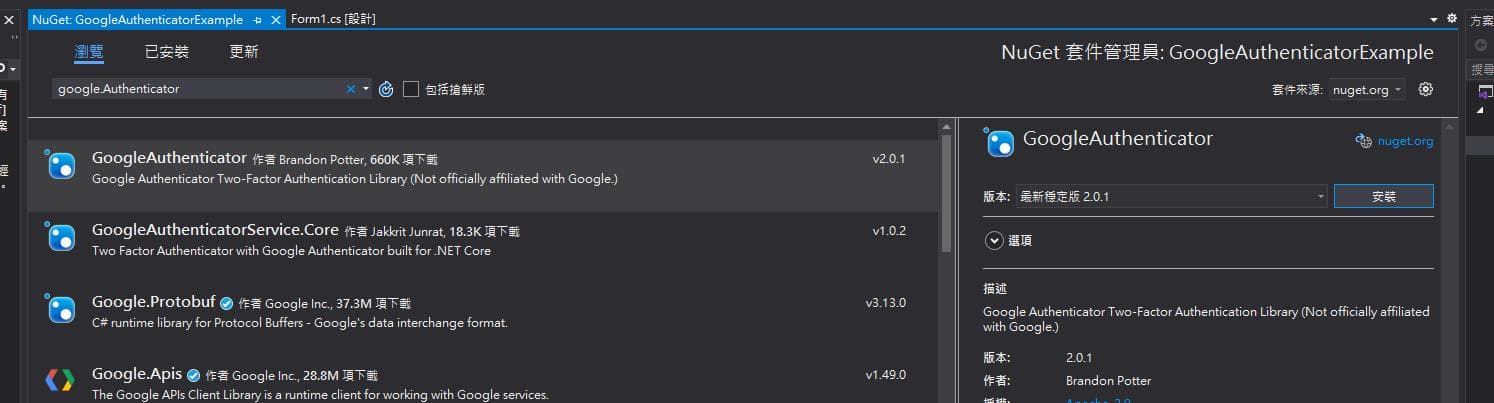 NuGet: GoogleAuthenticatorExample
Form1.cs [設計]
方案
瀏覽 已安裝 更新
NuGet 套件管理員: GoogleAuthenticatorExample
google.Authenticator
包括搶鮮版
套件來源: nuget.org
搜尋
有
案
經
GoogleAuthenticator 作者 Brandon Potter, 660K 項下載
v2.0.1
Google Authenticator Two-Factor Authentication Library (Not officially affiliated with Google.)
GoogleAuthenticatorService.Core 作者 Jakkrit Junrat, 18.3K 項下載
v1.0.2
Two Factor Authenticator with Google Authenticator built for .NET Core
Google.Protobuf 作者 Google Inc., 37.3M 項下載
v3.13.0
C# runtime library for Protocol Buffers - Google's data interchange format.
Google.Apis 作者 Google Inc., 28.8M 項下載
v1.49.0
The Google APIs Client Library is a runtime client for working with Google services.
GoogleAuthenticator
nuget.org
版本: 最新穩定版 2.0.1 安裝
選項
描述
Google Authenticator Two-Factor Authentication Library (Not officially affiliated
with Google.)
版本: 2.0.1
作者: Brandon Potter
授權: Apache-2.0